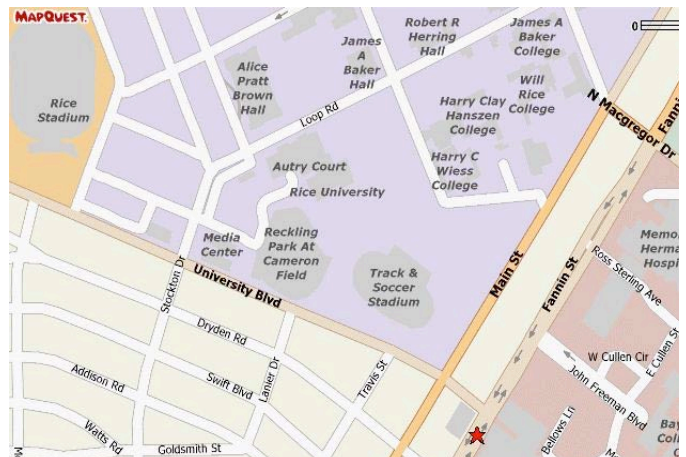 MAPQUEST.
Robert R
Herring
Hall
James A
Baker
College
0
James
A
Baker
Hall
Alice
Pratt
Brown
Hall
Rice
Stadium
Will
Rice
College
Harry Clay
Hanszen
College
N Macgregor Dr
Fannin
Loop Rd
Harry C
Wiess
College
Autry Court
Rice University
Media
Center
Reckling
Park At
Cameron
Field
Track &
Soccer
Stadium
Main St
Fannin St
Ross Sterling Ave
Stockton Dr
University Blvd
Dryden Rd
Lanier Dr
Travis St
Swift Blvd
Addison Rd
Watts Rd
Goldsmith St
W Cullen Cir
E Cullen St
John Freeman Blvd
Bellows Ln